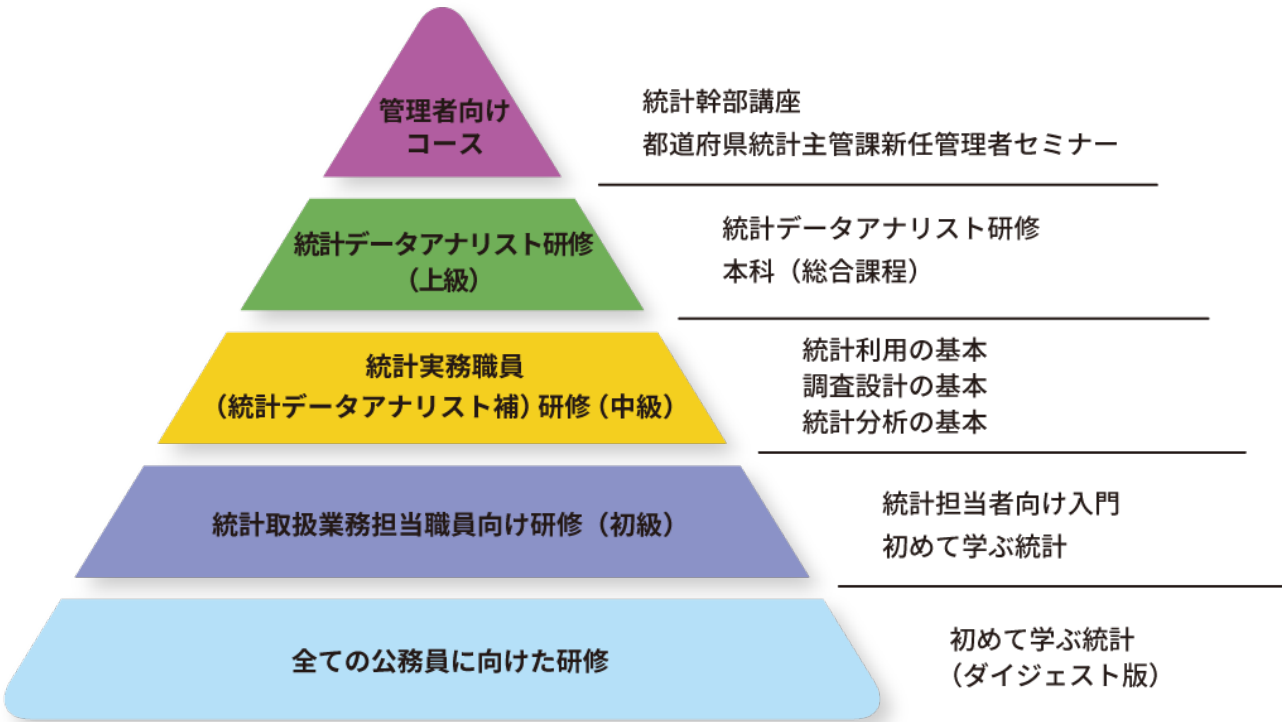 管理者向け
コース
統計幹部講座
都道府県統計主管課新任管理者セミナー
統計データアナリスト研修
（上級）
統計データアナリスト研修
本科（総合課程）
統計実務職員
（統計データアナリスト補）研修（中級）
統計利用の基本
調査設計の基本
統計分析の基本
統計取扱業務担当職員向け研修（初級）
統計担当者向け入門
初めて学ぶ統計
全ての公務員に向けた研修
初めて学ぶ統計
（ダイジェスト版）